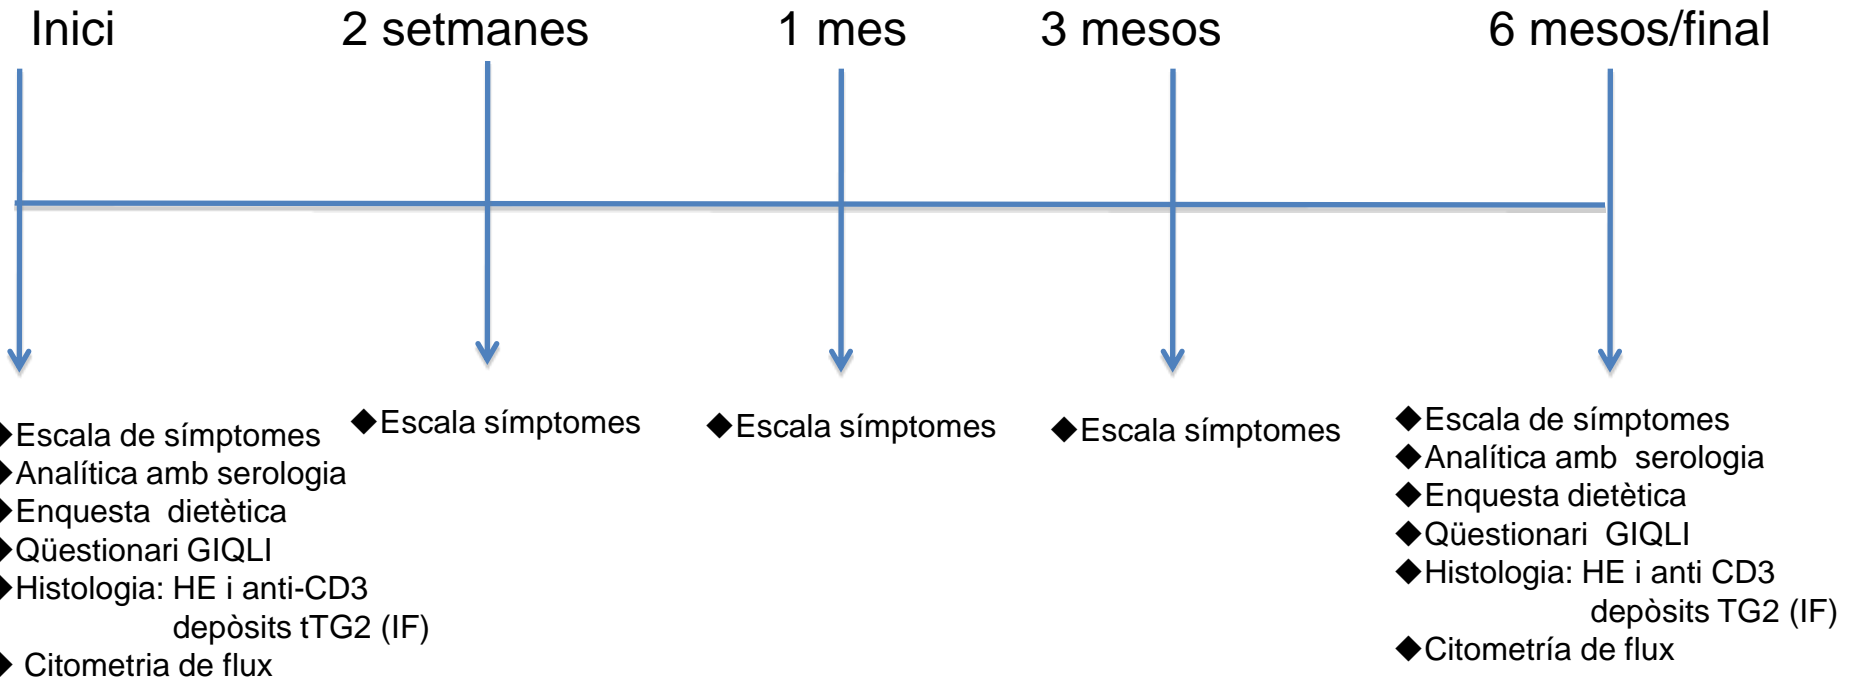 Inici
2 setmanes
1 mes
3 mesos
6 mesos/final
◆Escala de símptomes
◆Analítica amb serologia
◆Enquesta dietètica
◆Qüestionari GIQLI
◆Histologia: HE i anti-CD3
depòsits tTG2 (IF)
◆ Citometria de flux
◆Escala símptomes
◆Escala símptomes
◆Escala símptomes
◆Escala de símptomes
◆Analítica amb serologia
◆Enquesta dietètica
◆Qüestionari GIQLI
◆Histologia: HE i anti CD3
depòsits TG2 (IF)
◆Citometría de flux